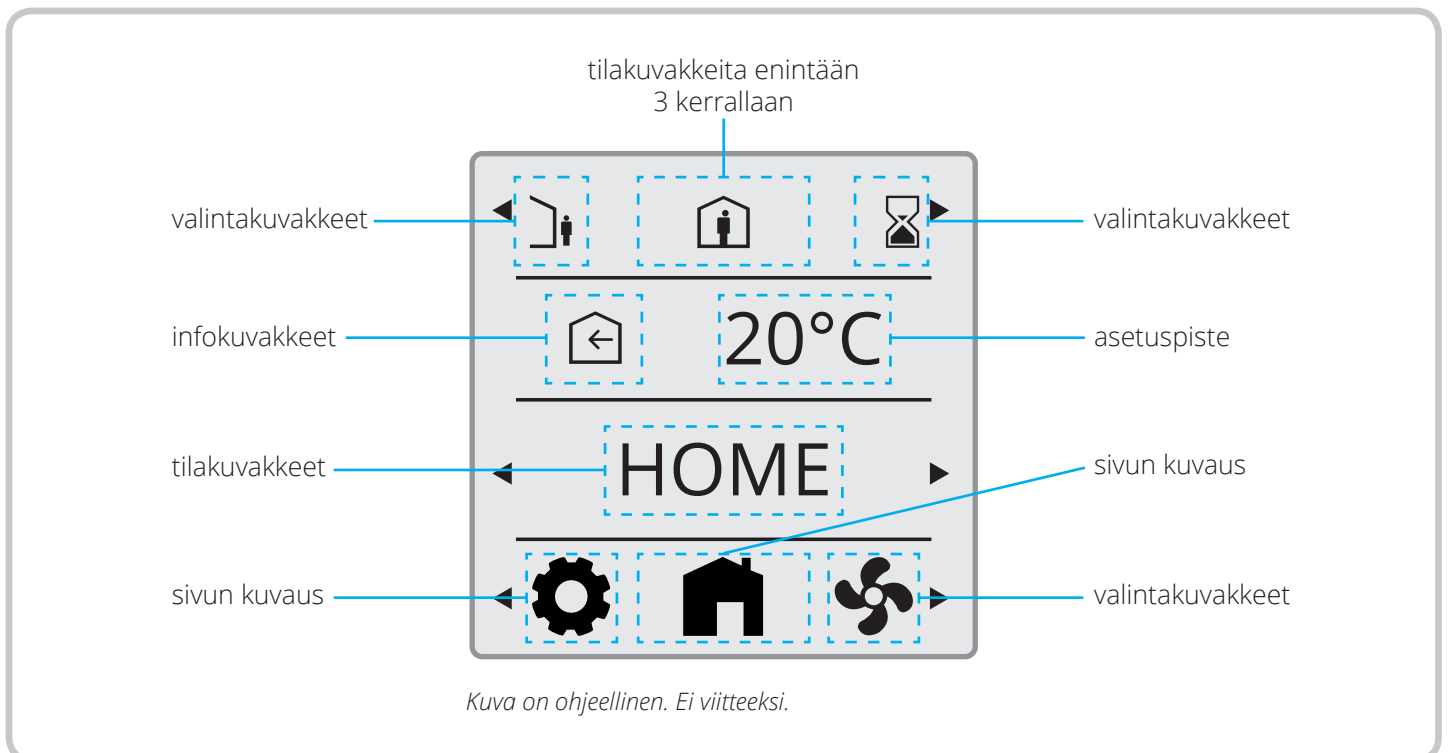 tilakuvakkeita enintään
3 kerrallaan
valintakuvakkeet
valintakuvakkeet
infokuvakkeet
20°C
asetuspiste
tilakuvakkeet
HOME
sivun kuvaus
sivun kuvaus
valintakuvakkeet
Kuva on ohjeellinen. Ei viitteeksi.